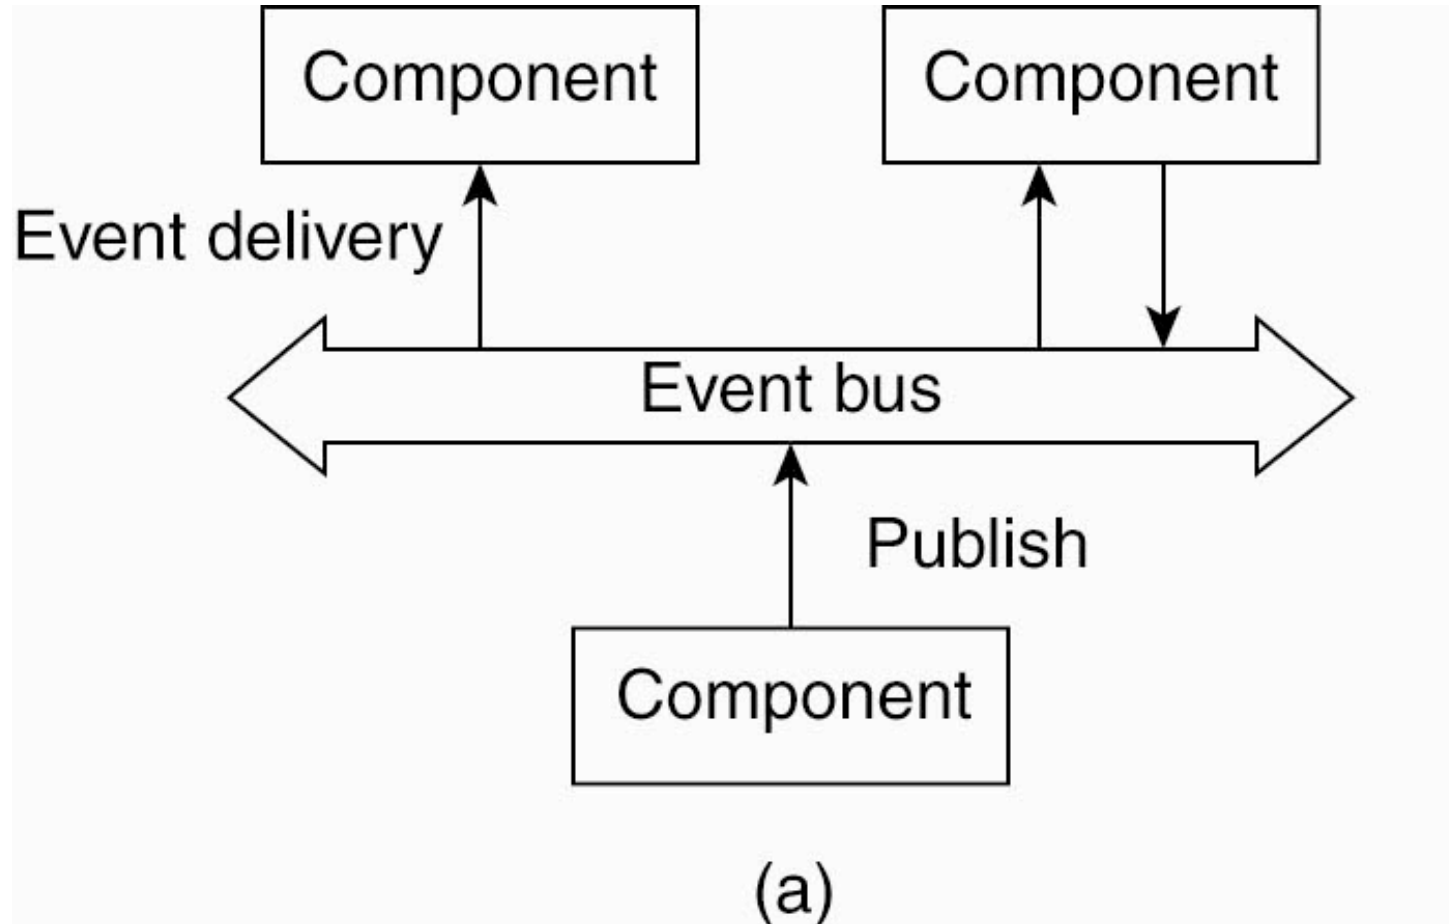 Component
Component
Event delivery
Event bus
Publish
Component
(a)